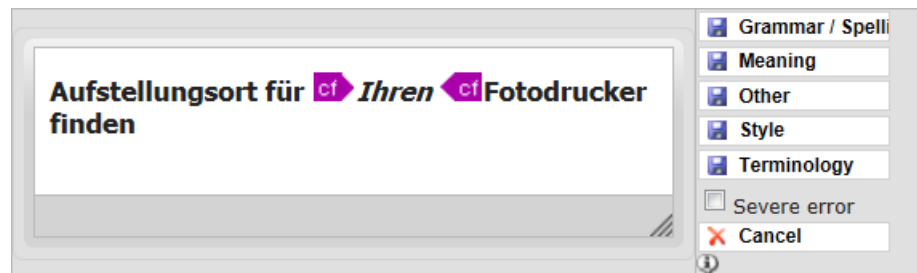 Aufstellungsort für cf Ihren cf Fotodrucker
finden
Grammar / Spelli
Meaning
Other
Style
Terminology
Severe error
Cancel